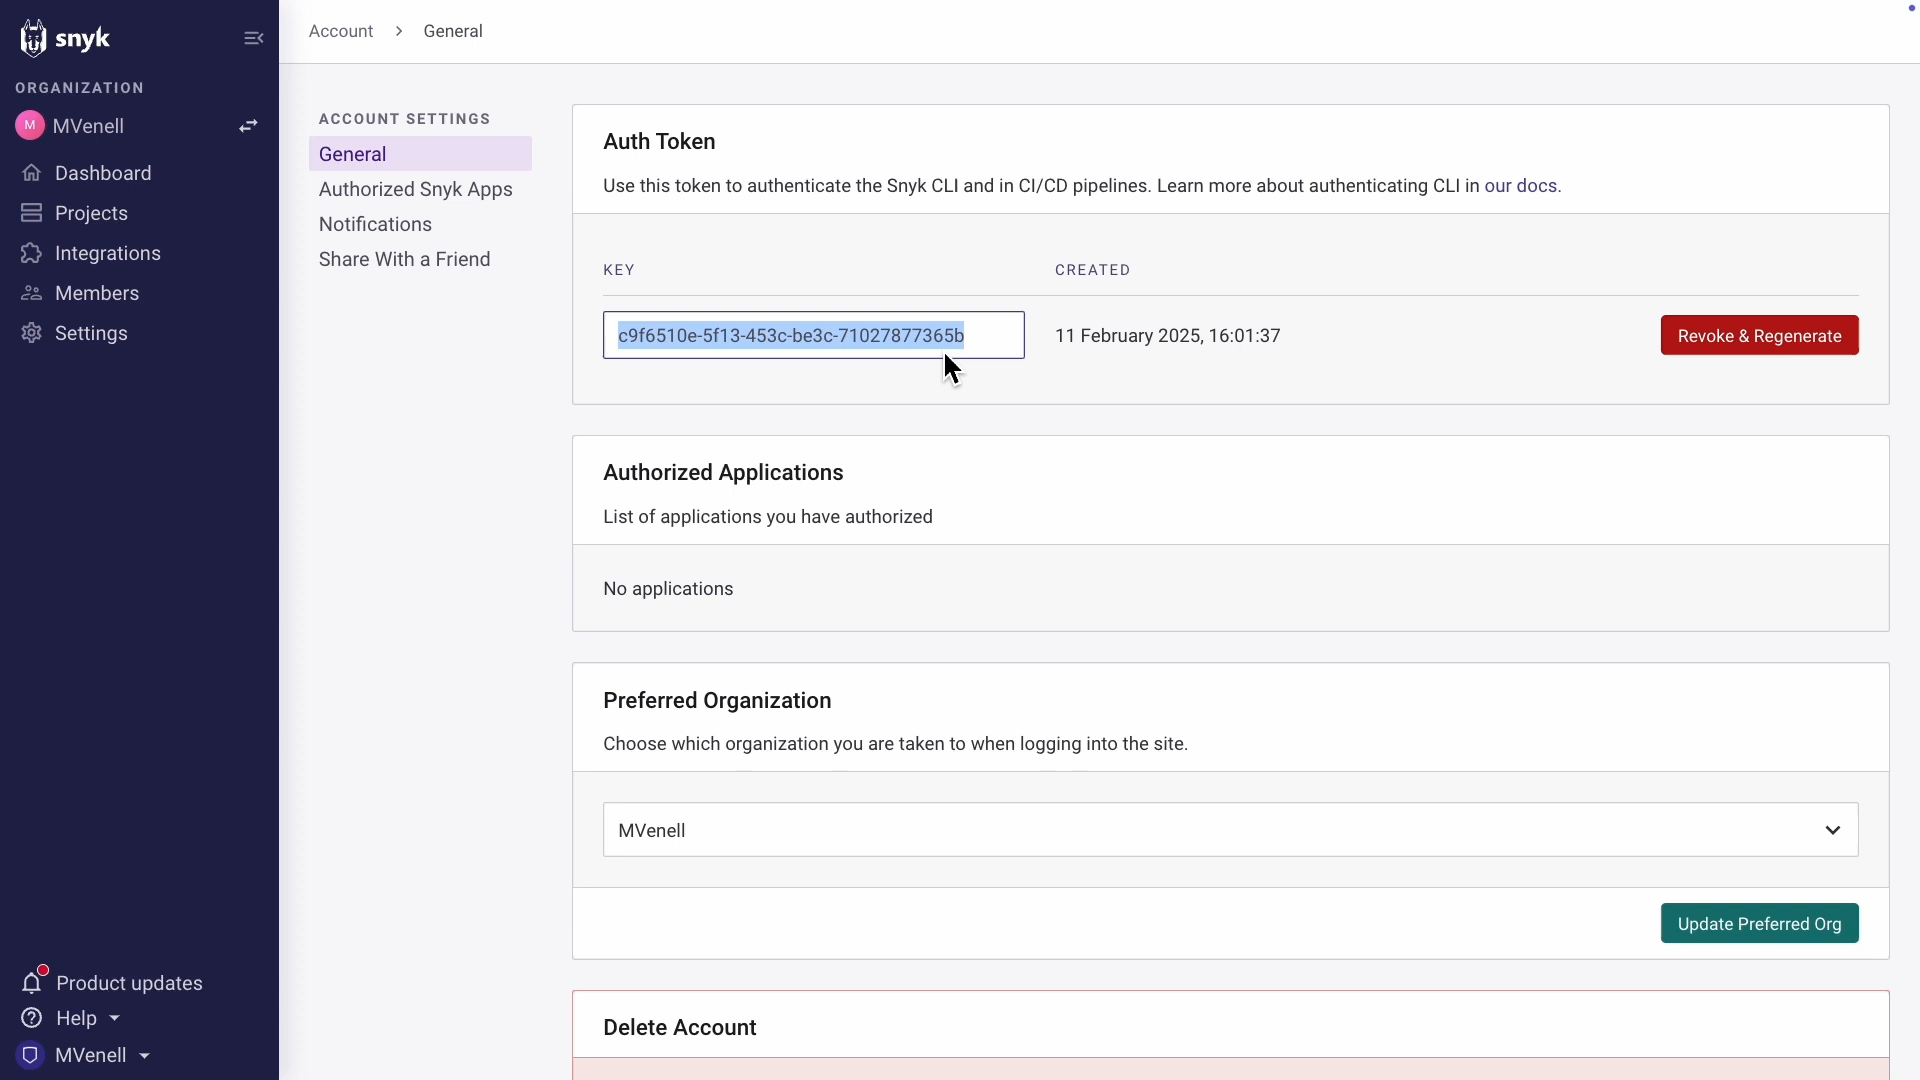 snyk
ORGANIZATION
M MVenell
Dashboard
Projects
Integrations
Members
Settings
Product updates
Help
MVenell
Account > General
ACCOUNT SETTINGS
General
Authorized Snyk Apps
Notifications
Share With a Friend
Auth Token
Use this token to authenticate the Snyk CLI and in CI/CD pipelines. Learn more about authenticating CLI in our docs.
KEY CREATED
c9f6510e-5f13-453c-be3c-71027877365b 11 February 2025, 16:01:37 Revoke & Regenerate
Authorized Applications
List of applications you have authorized
No applications
Preferred Organization
Choose which organization you are taken to when logging into the site.
MVenell
Update Preferred Org
Delete Account